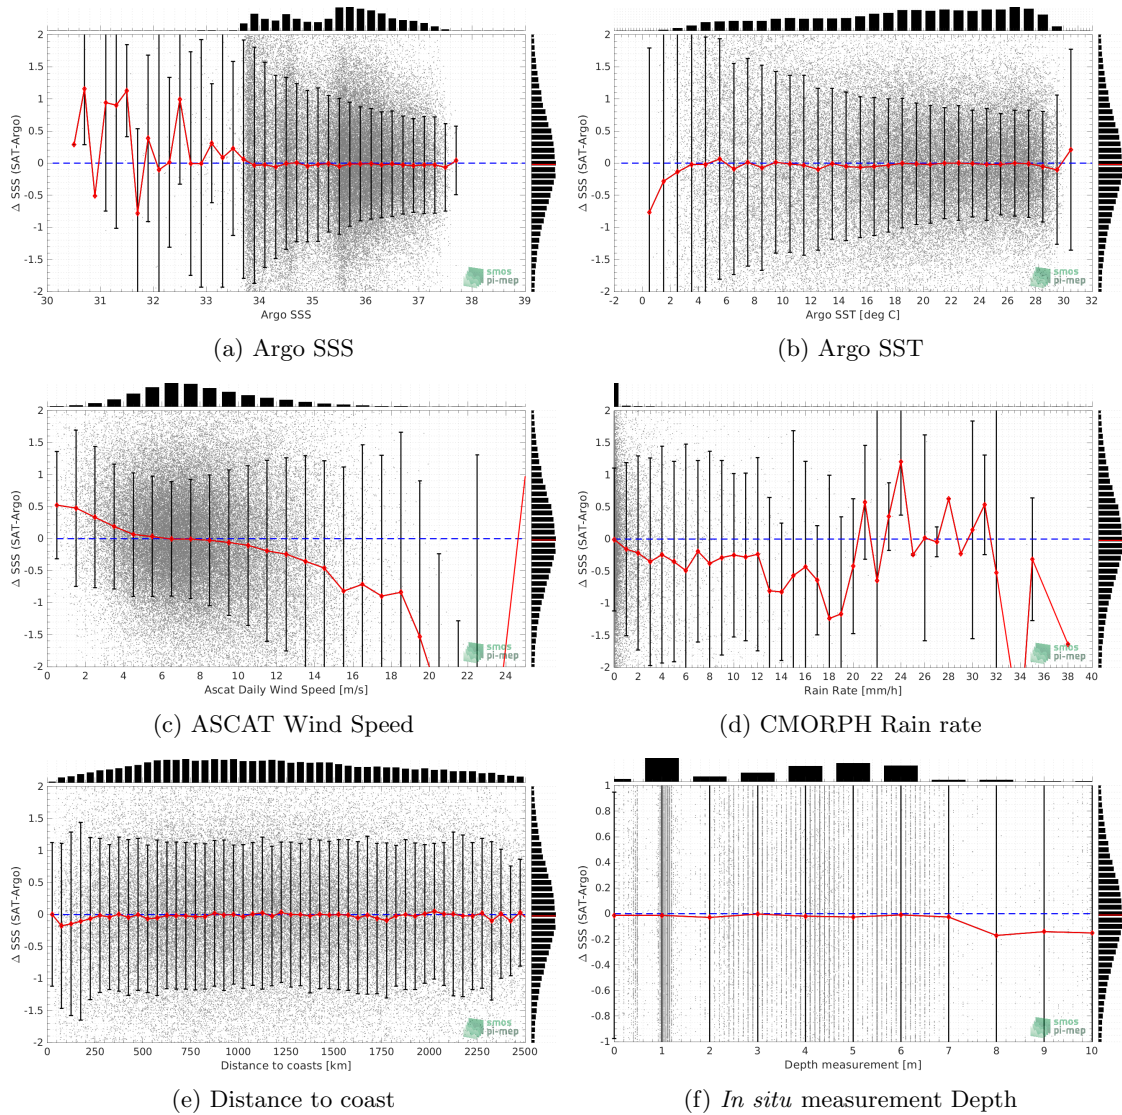 2
1.5
1
0.5
0
-0.5
-1
-1.5
-2
Δ SSS (SAT-Argo)
30 31 32 33 34 35 36 37 38 39
Argo SSS
smos
pi-mep
(a) Argo SSS
2
1.5
1
0.5
0
-0.5
-1
-1.5
-2
Δ SSS (SAT-Argo)
-2 0 2 4 6 8 10 12 14 16 18 20 22 24 26 28 30 32
Argo SST [deg C]
smos
pi-mep
(b) Argo SST
2
1.5
1
0.5
0
-0.5
-1
-1.5
-2
Δ SSS (SAT-Argo)
0 2 4 6 8 10 12 14 16 18 20 22 24
Ascat Daily Wind Speed [m/s]
smos
pi-mep
(c) ASCAT Wind Speed
2
1.5
1
0.5
0
-0.5
-1
-1.5
-2
Δ SSS (SAT-Argo)
0 2 4 6 8 10 12 14 16 18 20 22 24 26 28 30 32 34 36 38 40
Rain Rate [mm/h]
smos
pi-mep
(d) CMORPH Rain rate
2
1.5
1
0.5
0
-0.5
-1
-1.5
-2
Δ SSS (SAT-Argo)
0 250 500 750 1000 1250 1500 1750 2000 2250 2500
Distance to coasts [km]
smos
pi-mep
(e) Distance to coast
1
0.8
0.6
0.4
0.2
0
-0.2
-0.4
-0.6
-0.8
-1
Δ SSS (SAT-Argo)
0 1 2 3 4 5 6 7 8 9 10
Depth measurement [m]
smos
pi-mep
(f) In situ measurement Depth